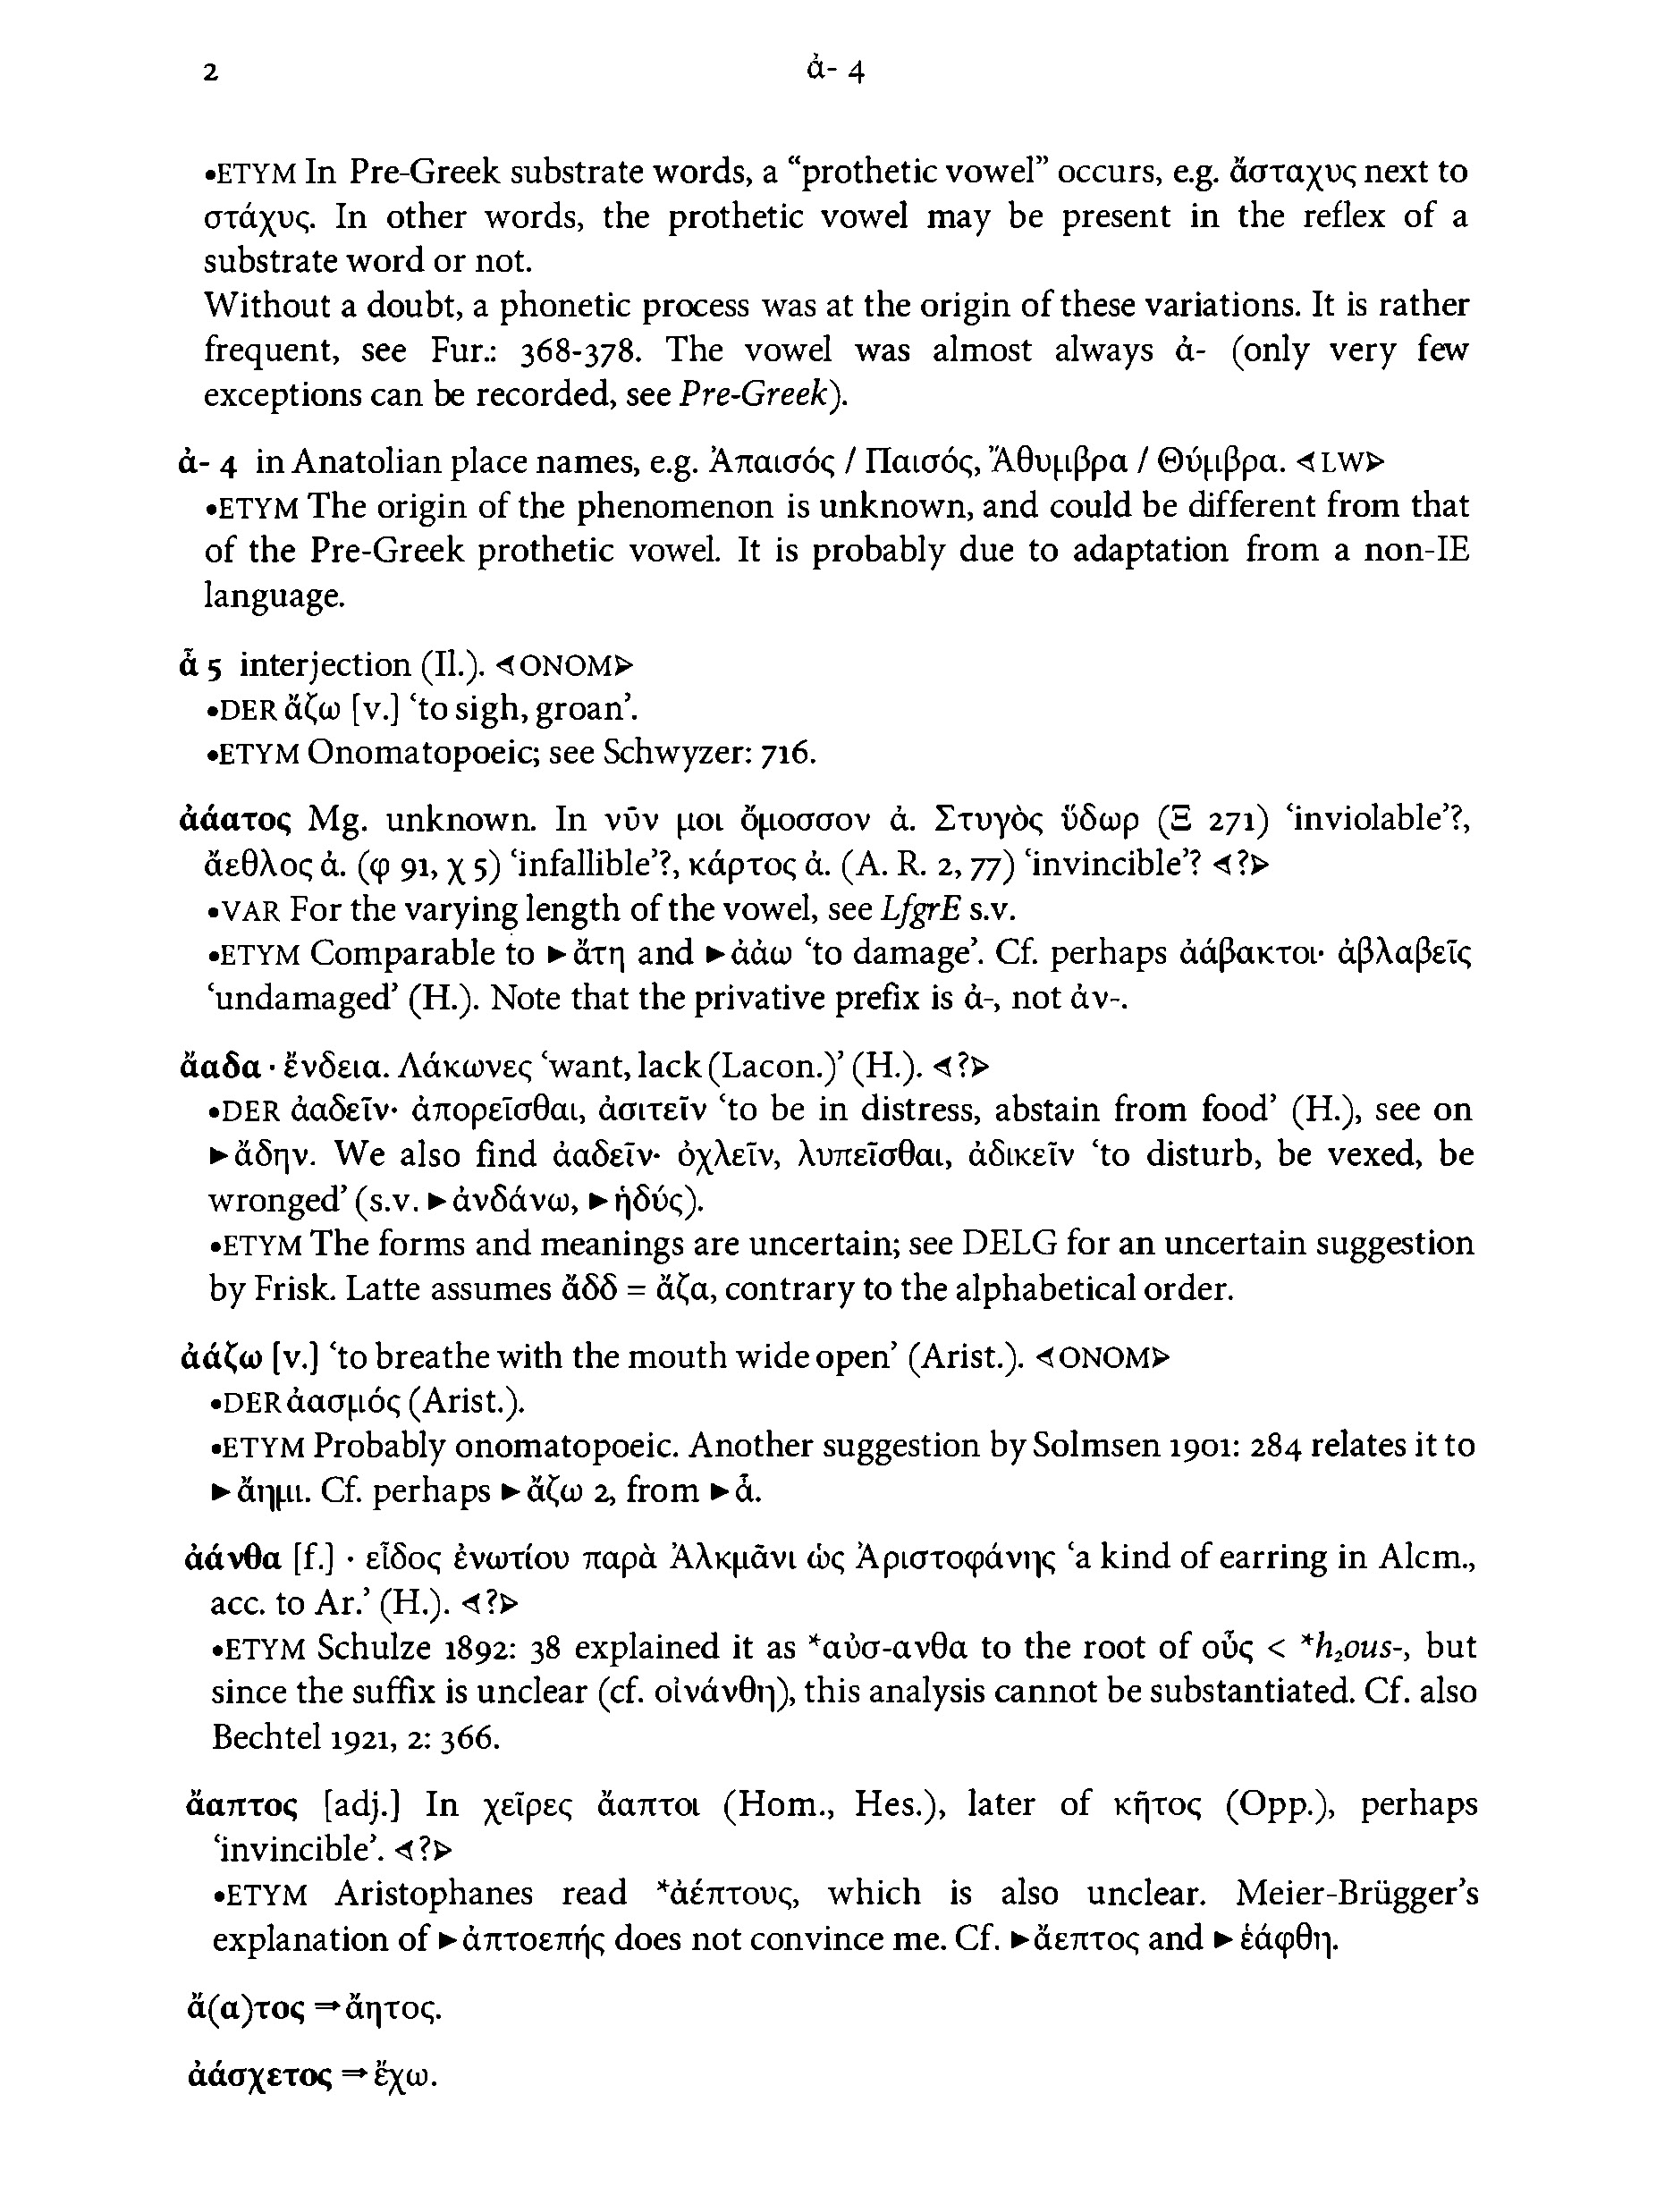 2 ἀ- 4
•ETYM In Pre-Greek substrate words, a “prothetic vowel” occurs, e.g. ἄσταχυς next to
στάχυς. In other words, the prothetic vowel may be present in the reflex of a
substrate word or not.
Without a doubt, a phonetic process was at the origin of these variations. It is rather
frequent, see Fur.: 368-378. The vowel was almost always ἀ- (only very few
exceptions can be recorded, see Pre-Greek).
ἀ- 4 in Anatolian place names, e.g. Ἀπαισός / Παισός, Ἄθυμβρα / Θύμβρα. ◁LW▷
•ETYM The origin of the phenomenon is unknown, and could be different from that
of the Pre-Greek prothetic vowel. It is probably due to adaptation from a non-IE
language.
ἆ 5 interjection (Il.). ◁ONOM▷
•DER ἄζω [v.] ‘to sigh, groan’.
•ETYM Onomatopoeic; see Schwyzer: 716.
ἀάατος Mg. unknown. In νῦν μοι ὄμοσσον ἀ. Στυγὸς ὕδωρ (Ξ 271) ‘inviolable’?,
ἄεθλος ἀ. (φ 91, χ 5) ‘infallible’?, κάρτος ἀ. (A. R. 2, 77) ‘invincible’? ◁?▷
•VAR For the varying length of the vowel, see LfgrE s.v.
•ETYM Comparable to ►ἄτη and ►ἀάω ‘to damage’. Cf. perhaps ἀάβακτοι· ἀβλαβεῖς
‘undamaged’ (H.). Note that the privative prefix is ἀ-, not ἀν-.
ἄαδα · ἔνδεια. Λάκωνες ‘want, lack (Lacon.)’ (H.). ◁?▷
•DER ἀαδεῖν· ἀπορεῖσθαι, ἀσιτεῖν ‘to be in distress, abstain from food’ (H.), see on
►ἄδην. We also find ἀαδεῖν· ὀχλεῖν, λυπεῖσθαι, ἀδικεῖν ‘to disturb, be vexed, be
wronged’ (s.v. ►ἁνδάνω, ►ἡδύς).
•ETYM The forms and meanings are uncertain; see DELG for an uncertain suggestion
by Frisk. Latte assumes ἄδδ = ἄζα, contrary to the alphabetical order.
ἀάζω [v.] ‘to breathe with the mouth wide open’ (Arist.). ◁ONOM▷
•DER ἀασμός (Arist.).
•ETYM Probably onomatopoeic. Another suggestion by Solmsen 1901: 284 relates it to
►ἄημι. Cf. perhaps ►ἄζω 2, from ►ἆ.
ἀάνθα [f.] · εἶδος ἐνωτίου παρὰ Ἀλκμᾶνι ὡς Ἀριστοφάνης ‘a kind of earring in Alcm.,
acc. to Ar.’ (H.). ◁?▷
•ETYM Schulze 1892: 38 explained it as *αὐσ-ανθα to the root of οὖς < *h₂ous-, but
since the suffix is unclear (cf. οἰνάνθη), this analysis cannot be substantiated. Cf. also
Bechtel 1921, 2: 366.
ἄαπτος [adj.] In χεῖρες ἄαπτοι (Hom., Hes.), later of κῆτος (Opp.), perhaps
‘invincible’. ◁?▷
•ETYM Aristophanes read *ἀέπτους, which is also unclear. Meier-Brügger’s
explanation of ►ἀπτοεπής does not convince me. Cf. ►ἄεπτος and ►ἑάφθη.
ἄ(α)τος ⇒ἄητος.
ἀάσχετος ⇒ἔχω.